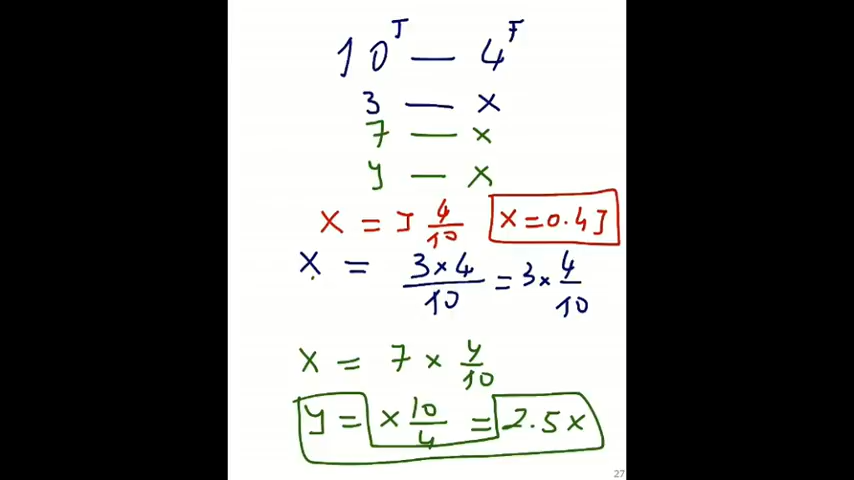 10^J — 4^F
3 — x
7 — x
y — x
x = J 4/10 x = 0.4J
x = 3×4/10 = 3× 4/10
x = 7 × 4/10
y = x 10/4 = 2.5x
27